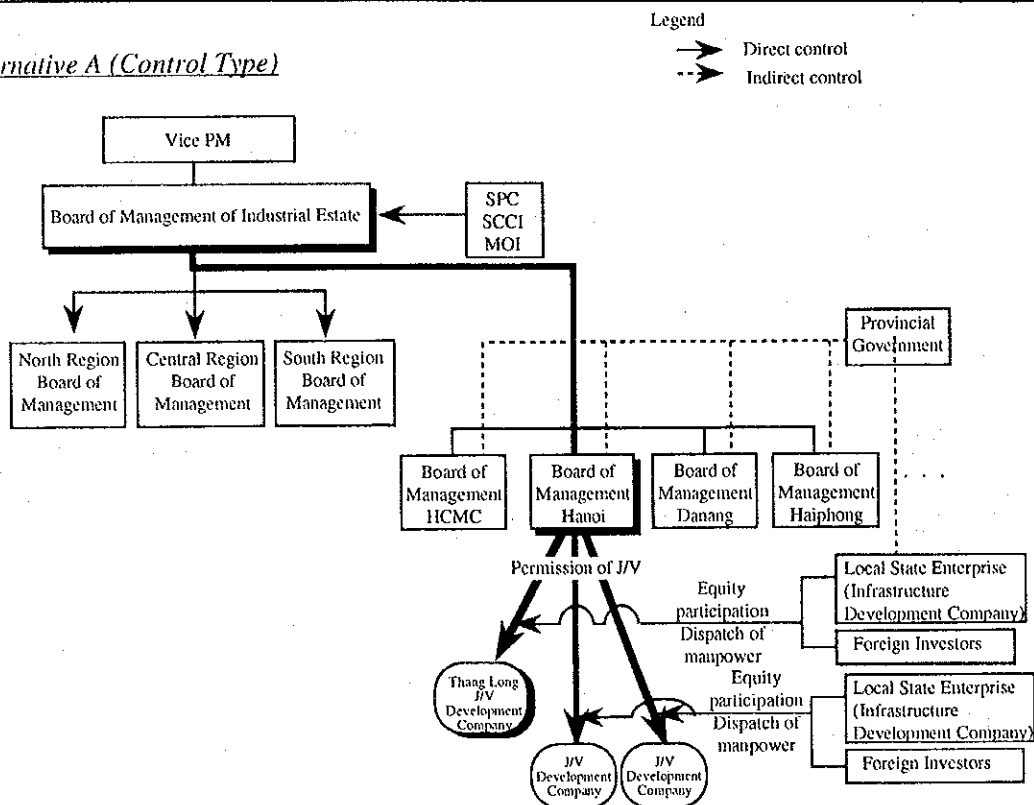 Legend
Direct control
Indirect control
rnative A (Control Type)
Vice PM
Board of Management of Industrial Estate
SPC
SCCI
MOI
North Region
Board of
Management
Central Region
Board of
Management
South Region
Board of
Management
Provincial
Government
Board of
Management
HCMC
Board of
Management
Hanoi
Board of
Management
Danang
Board of
Management
Haiphong
. . .
Permission of J/V
Equity
participation
Dispatch of
manpower
Local State Enterprise
(Infrastructure
Development Company)
Foreign Investors
Thang Long
J/V
Development
Company
Equity
participation
Dispatch of
manpower
Local State Enterprise
(Infrastructure
Development Company)
Foreign Investors
J/V
Development
Company
J/V
Development
Company